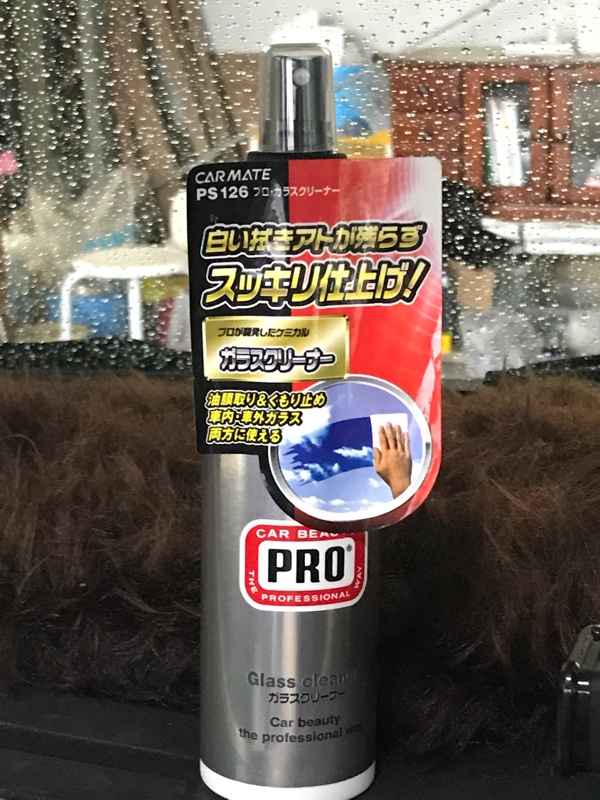 CARMATE
PS126 プロ・ガラスクリーナー
白い拭きアトが残らず
スッキリ仕上げ!
プロが開発したケミカル
ガラスクリーナー
油膜取り&くもり止め
車内・車外ガラス
両方に使える
CAR BEAUTY
PRO®
THE PROFESSIONAL WAY
Glass cleaner
ガラスクリーナー
Car beauty
the professional way